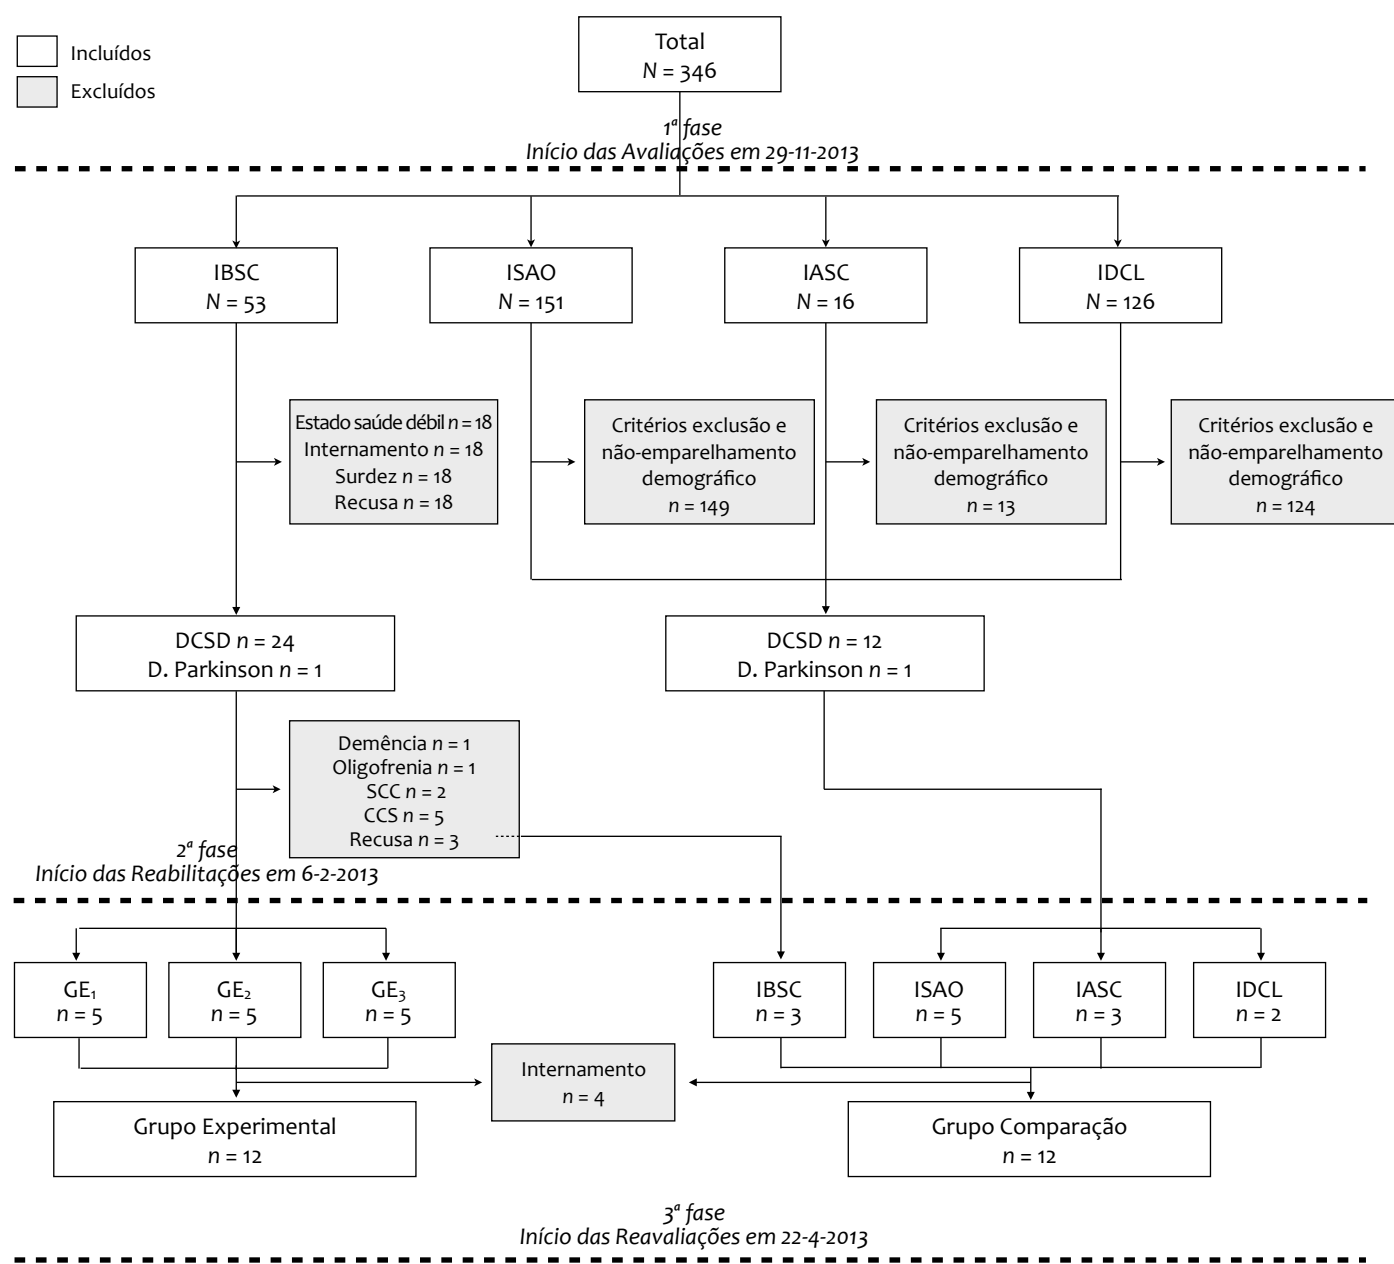 Incluídos
Excluídos
Total
N = 346
1ª fase
Início das Avaliações em 29-11-2013
IBSC
N = 53
ISAO
N = 151
IASC
N = 16
IDCL
N = 126
Estado saúde débil n = 18
Internamento n = 18
Surdez n = 18
Recusa n = 18
Critérios exclusão e
não-emparelhamento
demográfico
n = 149
Critérios exclusão e
não-emparelhamento
demográfico
n = 13
Critérios exclusão e
não-emparelhamento
demográfico
n = 124
DCSD n = 24
D. Parkinson n = 1
DCSD n = 12
D. Parkinson n = 1
Demência n = 1
Oligofrenia n = 1
SCC n = 2
CCS n = 5
Recusa n = 3
2ª fase
Início das Reabilitações em 6-2-2013
GE₁
n = 5
GE₂
n = 5
GE₃
n = 5
IBSC
n = 3
ISAO
n = 5
IASC
n = 3
IDCL
n = 2
Internamento
n = 4
Grupo Experimental
n = 12
Grupo Comparação
n = 12
3ª fase
Início das Reavaliações em 22-4-2013